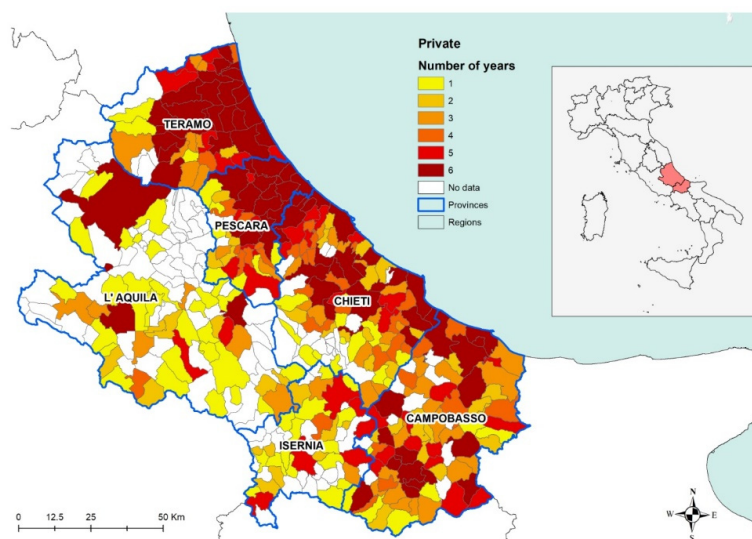 Private
Number of years
1
2
3
4
5
6
No data
Provinces
Regions
TERAMO
PESCARA
L' AQUILA
CHIETI
CAMPOBASSO
ISERNIA
0 12.5 25 50 Km
N
W E
S